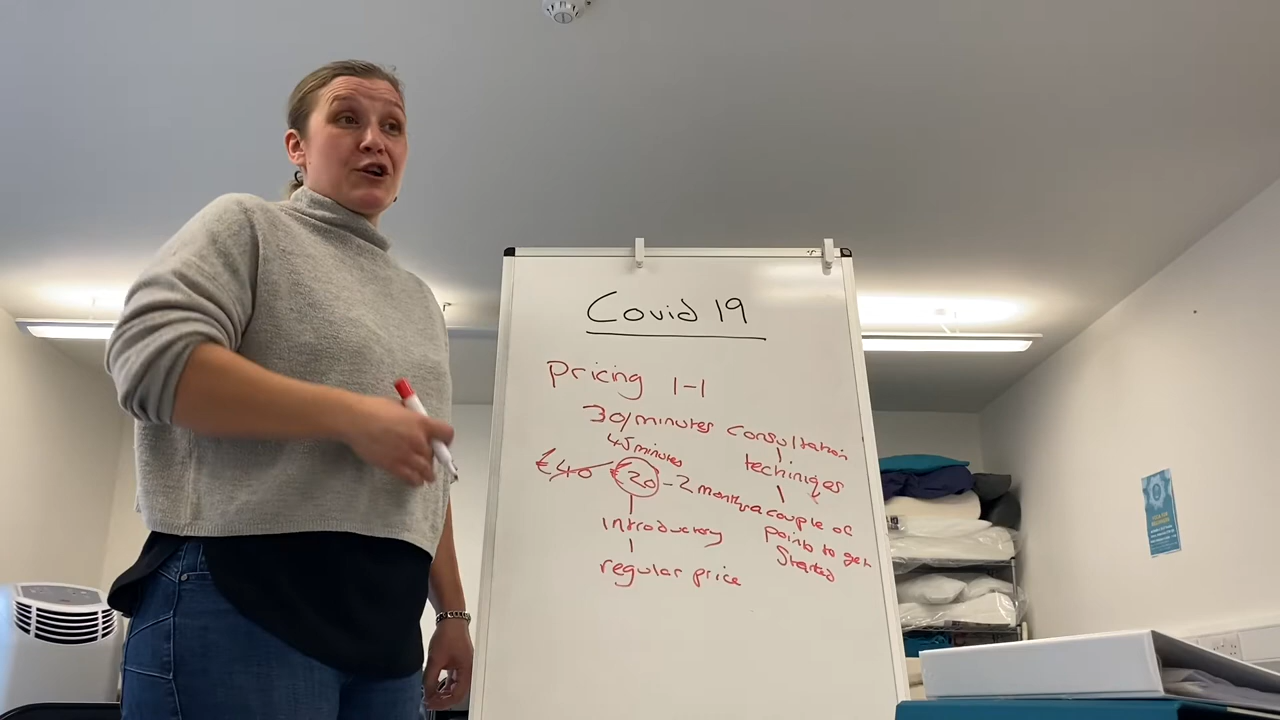 Covid 19
Pricing 1-1
30/minutes consultation
45 minutes
techniqes
€40 €20 - 2 months
a couple of
points to get
Started
introductory
regular price